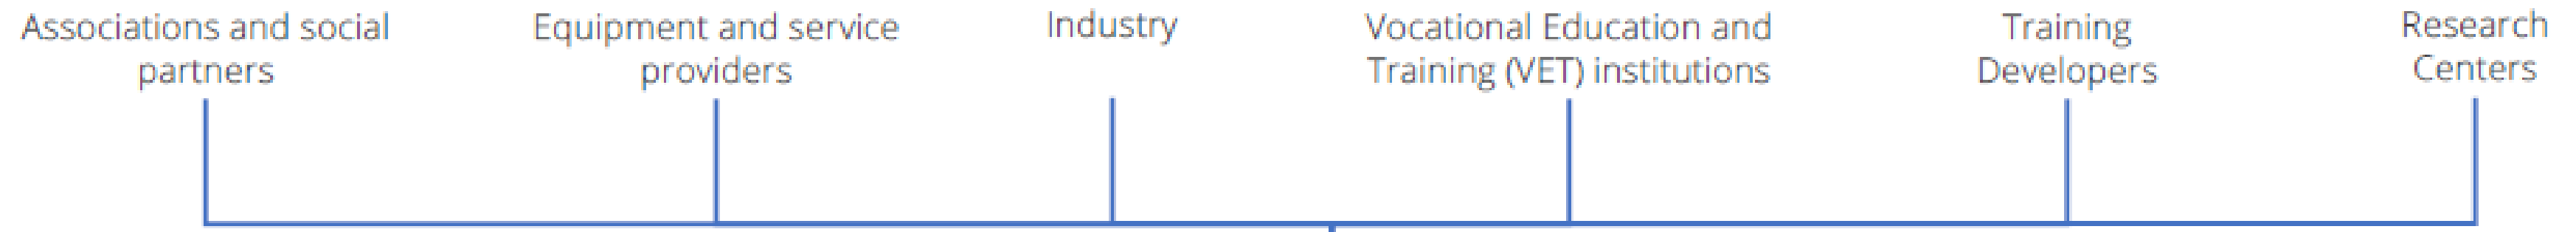 Associations and social
partners
Equipment and service
providers
Industry
Vocational Education and
Training (VET) institutions
Training
Developers
Research
Centers